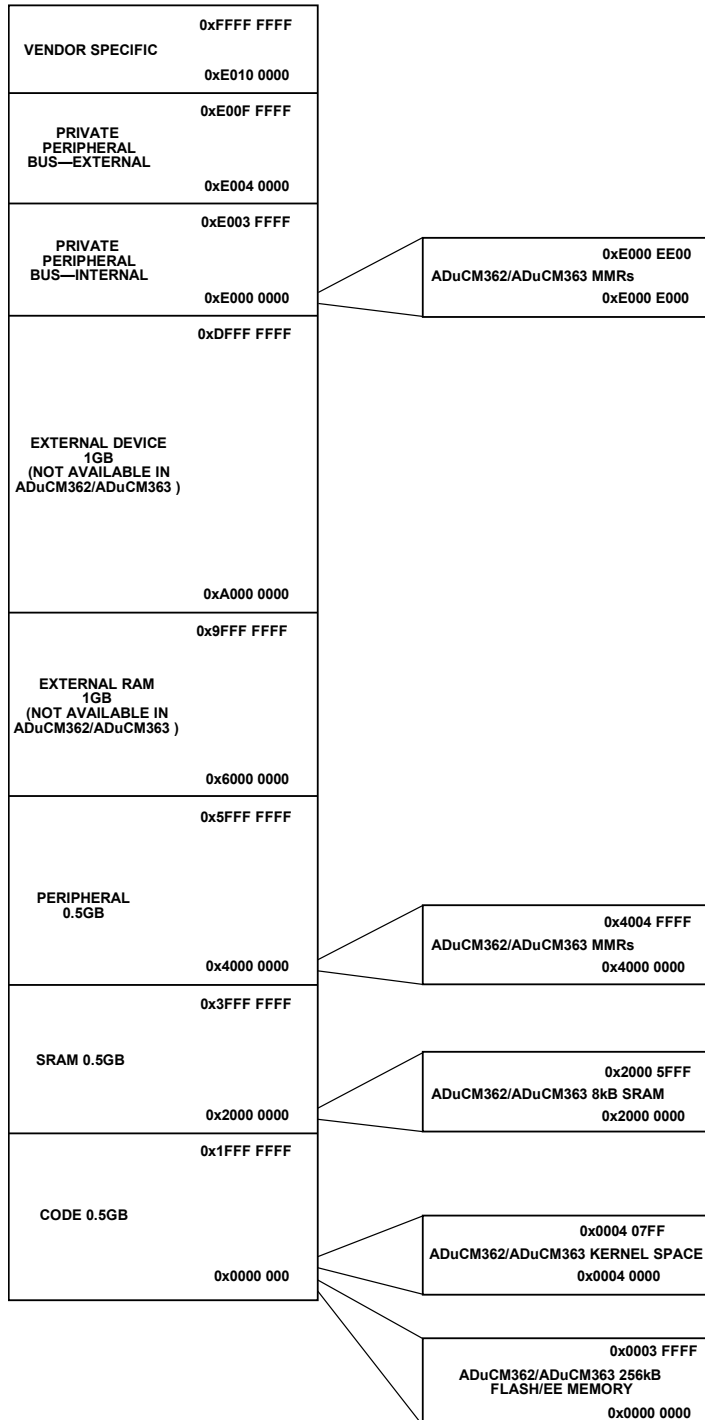 0xFFFF FFFF
VENDOR SPECIFIC
0xE010 0000
0xE00F FFFF
PRIVATE
PERIPHERAL
BUS—EXTERNAL
0xE004 0000
0xE003 FFFF
PRIVATE
PERIPHERAL
BUS—INTERNAL
0xE000 0000
0xE000 EE00
ADuCM362/ADuCM363 MMRs
0xE000 E000
0xDFFF FFFF
EXTERNAL DEVICE
1GB
(NOT AVAILABLE IN
ADuCM362/ADuCM363 )
0xA000 0000
0x9FFF FFFF
EXTERNAL RAM
1GB
(NOT AVAILABLE IN
ADuCM362/ADuCM363 )
0x6000 0000
0x5FFF FFFF
PERIPHERAL
0.5GB
0x4000 0000
0x4004 FFFF
ADuCM362/ADuCM363 MMRs
0x4000 0000
0x3FFF FFFF
SRAM 0.5GB
0x2000 0000
0x2000 5FFF
ADuCM362/ADuCM363 8kB SRAM
0x2000 0000
0x1FFF FFFF
CODE 0.5GB
0x0000 000
0x0004 07FF
ADuCM362/ADuCM363 KERNEL SPACE
0x0004 0000
0x0003 FFFF
ADuCM362/ADuCM363 256kB
FLASH/EE MEMORY
0x0000 0000